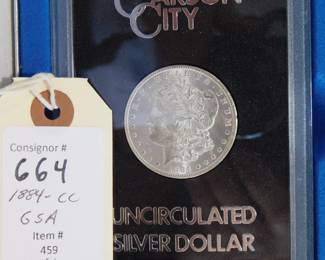 CARSON
CITY
Consignor #
664
1884-CC
GSA
Item #
459
UNCIRCULATED
SILVER DOLLAR